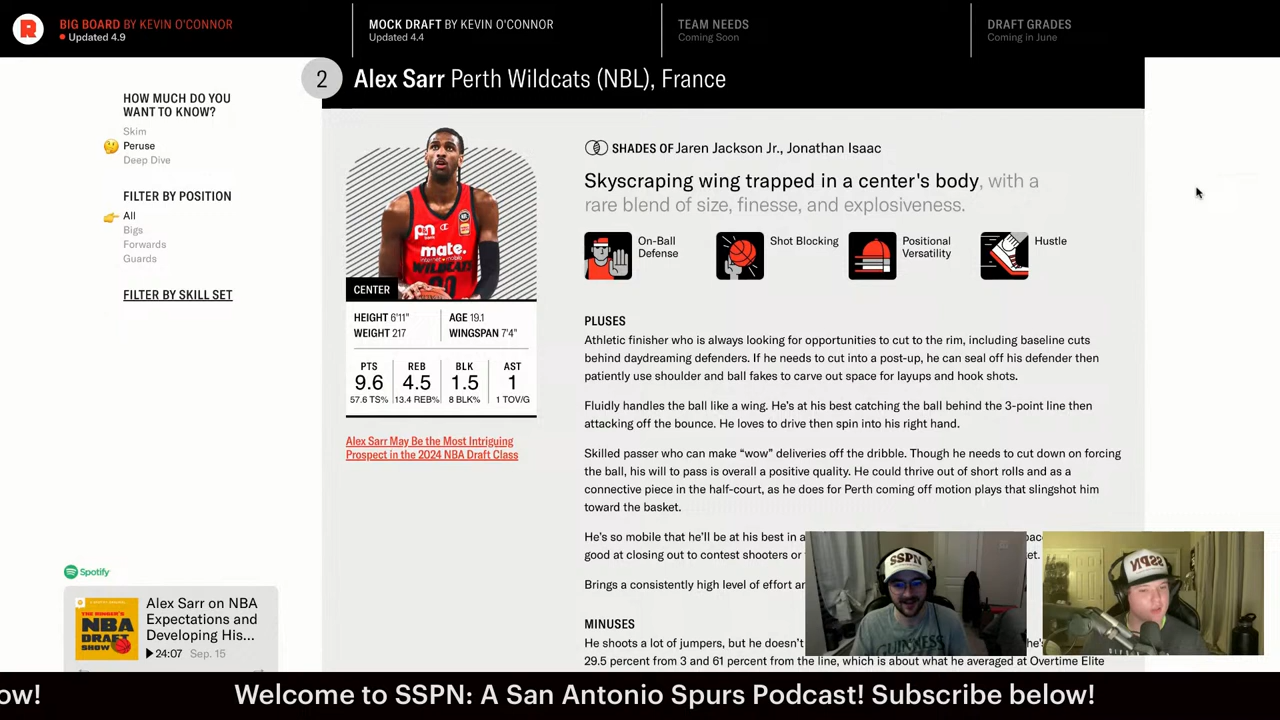 R
BIG BOARD BY KEVIN O'CONNOR
Updated 4.9
MOCK DRAFT BY KEVIN O'CONNOR
Updated 4.4
TEAM NEEDS
Coming Soon
DRAFT GRADES
Coming in June
2 Alex Sarr Perth Wildcats (NBL), France
HOW MUCH DO YOU
WANT TO KNOW?
Skim
Peruse
Deep Dive
FILTER BY POSITION
All
Bigs
Forwards
Guards
FILTER BY SKILL SET
mate.
WILDCATS
CENTER
HEIGHT 6'11" AGE 19.1
WEIGHT 217 WINGSPAN 7'4"
PTS REB BLK AST
9.6 4.5 1.5 1
57.6 TS% 13.4 REB% 8 BLK% 1 TOV/G
Alex Sarr May Be the Most Intriguing
Prospect in the 2024 NBA Draft Class
SHADES OF Jaren Jackson Jr., Jonathan Isaac
Skyscraping wing trapped in a center's body, with a
rare blend of size, finesse, and explosiveness.
On-Ball
Defense
Shot Blocking
Positional
Versatility
Hustle
PLUSES
Athletic finisher who is always looking for opportunities to cut to the rim, including baseline cuts
behind daydreaming defenders. If he needs to cut into a post-up, he can seal off his defender then
patiently use shoulder and ball fakes to carve out space for layups and hook shots.
Fluidly handles the ball like a wing. He's at his best catching the ball behind the 3-point line then
attacking off the bounce. He loves to drive then spin into his right hand.
Skilled passer who can make “wow” deliveries off the dribble. Though he needs to cut down on forcing
the ball, his will to pass is overall a positive quality. He could thrive out of short rolls and as a
connective piece in the half-court, as he does for Perth coming off motion plays that slingshot him
toward the basket.
He's so mobile that he'll be at his best in a
good at closing out to contest shooters or
Brings a consistently high level of effort
MINUSES
He shoots a lot of jumpers, but he doesn't
29.5 percent from 3 and 61 percent from the line, which is about what he averaged at Overtime Elite
SSPN
GUINNESS
SSPN
Spotify
THE RINGER'S
NBA
DRAFT
SHOW
Alex Sarr on NBA
Expectations and
Developing His...
24:07 Sep. 15
ow! Welcome to SSPN: A San Antonio Spurs Podcast! Subscribe below!